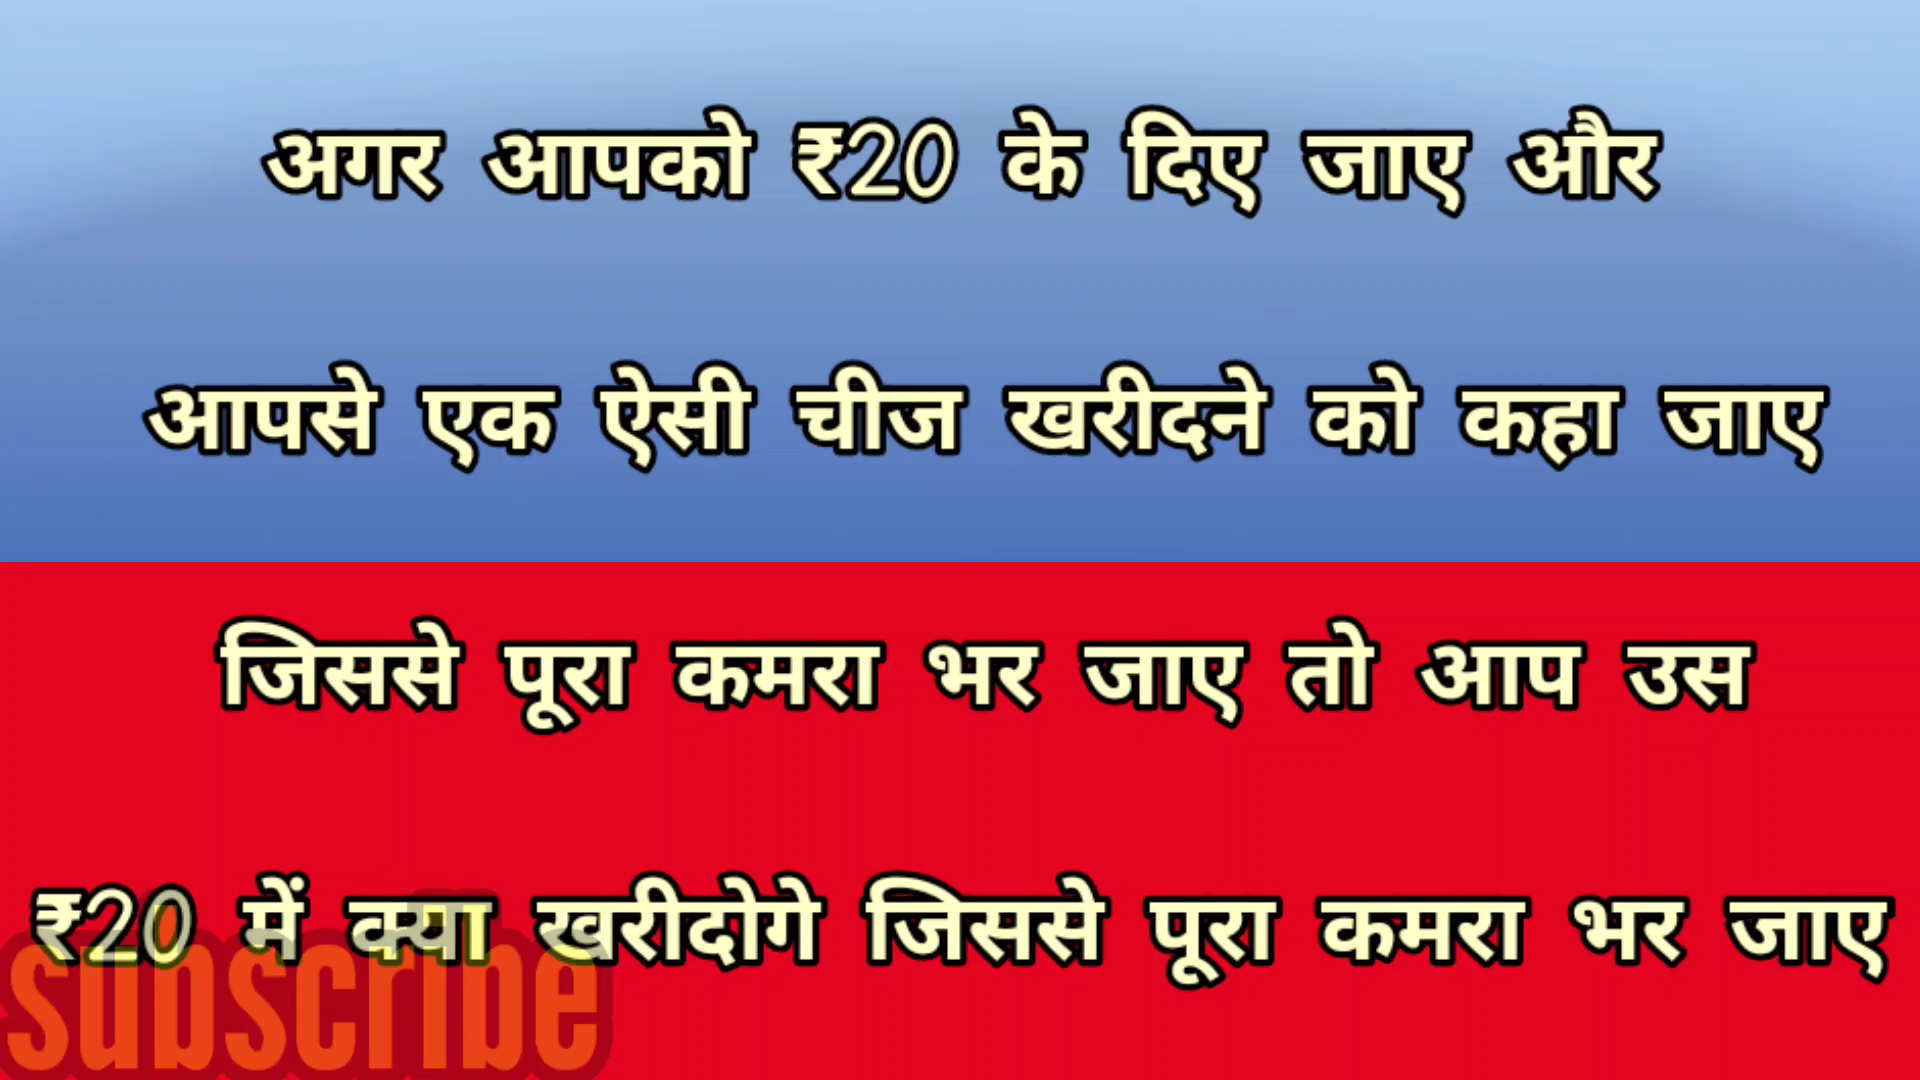 अगर आपको ₹20 के दिए जाए और
आपसे एक ऐसी चीज खरीदने को कहा जाए
जिससे पूरा कमरा भर जाए तो आप उस
₹20 में क्या खरीदोगे जिससे पूरा कमरा भर जाए
subscribe